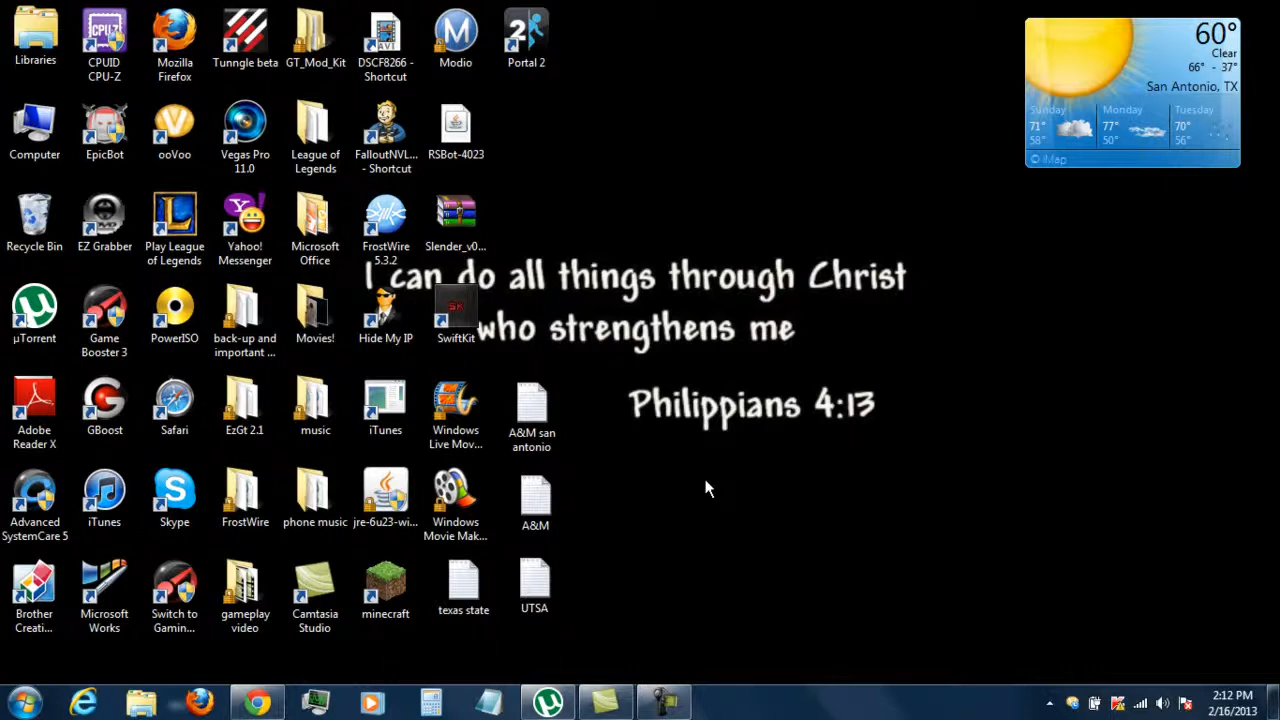 Libraries
CPUID
CPU-Z
Mozilla
Firefox
Tunngle beta
GT_Mod_Kit
DSCF8266 -
Shortcut
Modio
Portal 2
Computer
EpicBot
ooVoo
Vegas Pro
11.0
League of
Legends
FalloutNVL...
- Shortcut
RSBot-4023
Recycle Bin
EZ Grabber
Play League
of Legends
Yahoo!
Messenger
Microsoft
Office
FrostWire
5.3.2
Slender_v0...
µTorrent
Game
Booster 3
PowerISO
back-up and
important ...
Movies!
Hide My IP
SwiftKit
Adobe
Reader X
GBoost
Safari
EzGt 2.1
music
iTunes
Windows
Live Mov...
A&M san
antonio
Advanced
SystemCare 5
iTunes
Skype
FrostWire
phone music
jre-6u23-wi...
Windows
Movie Mak...
A&M
Brother
Creati...
Microsoft
Works
Switch to
Gamin...
gameplay
video
Camtasia
Studio
minecraft
texas state
UTSA
I can do all things through Christ
who strengthens me
Philippians 4:13
60°
Clear
66° - 37°
San Antonio, TX
Sunday
71°
58°
Monday
77°
50°
Tuesday
70°
56°
© iMap
2:12 PM
2/16/2013